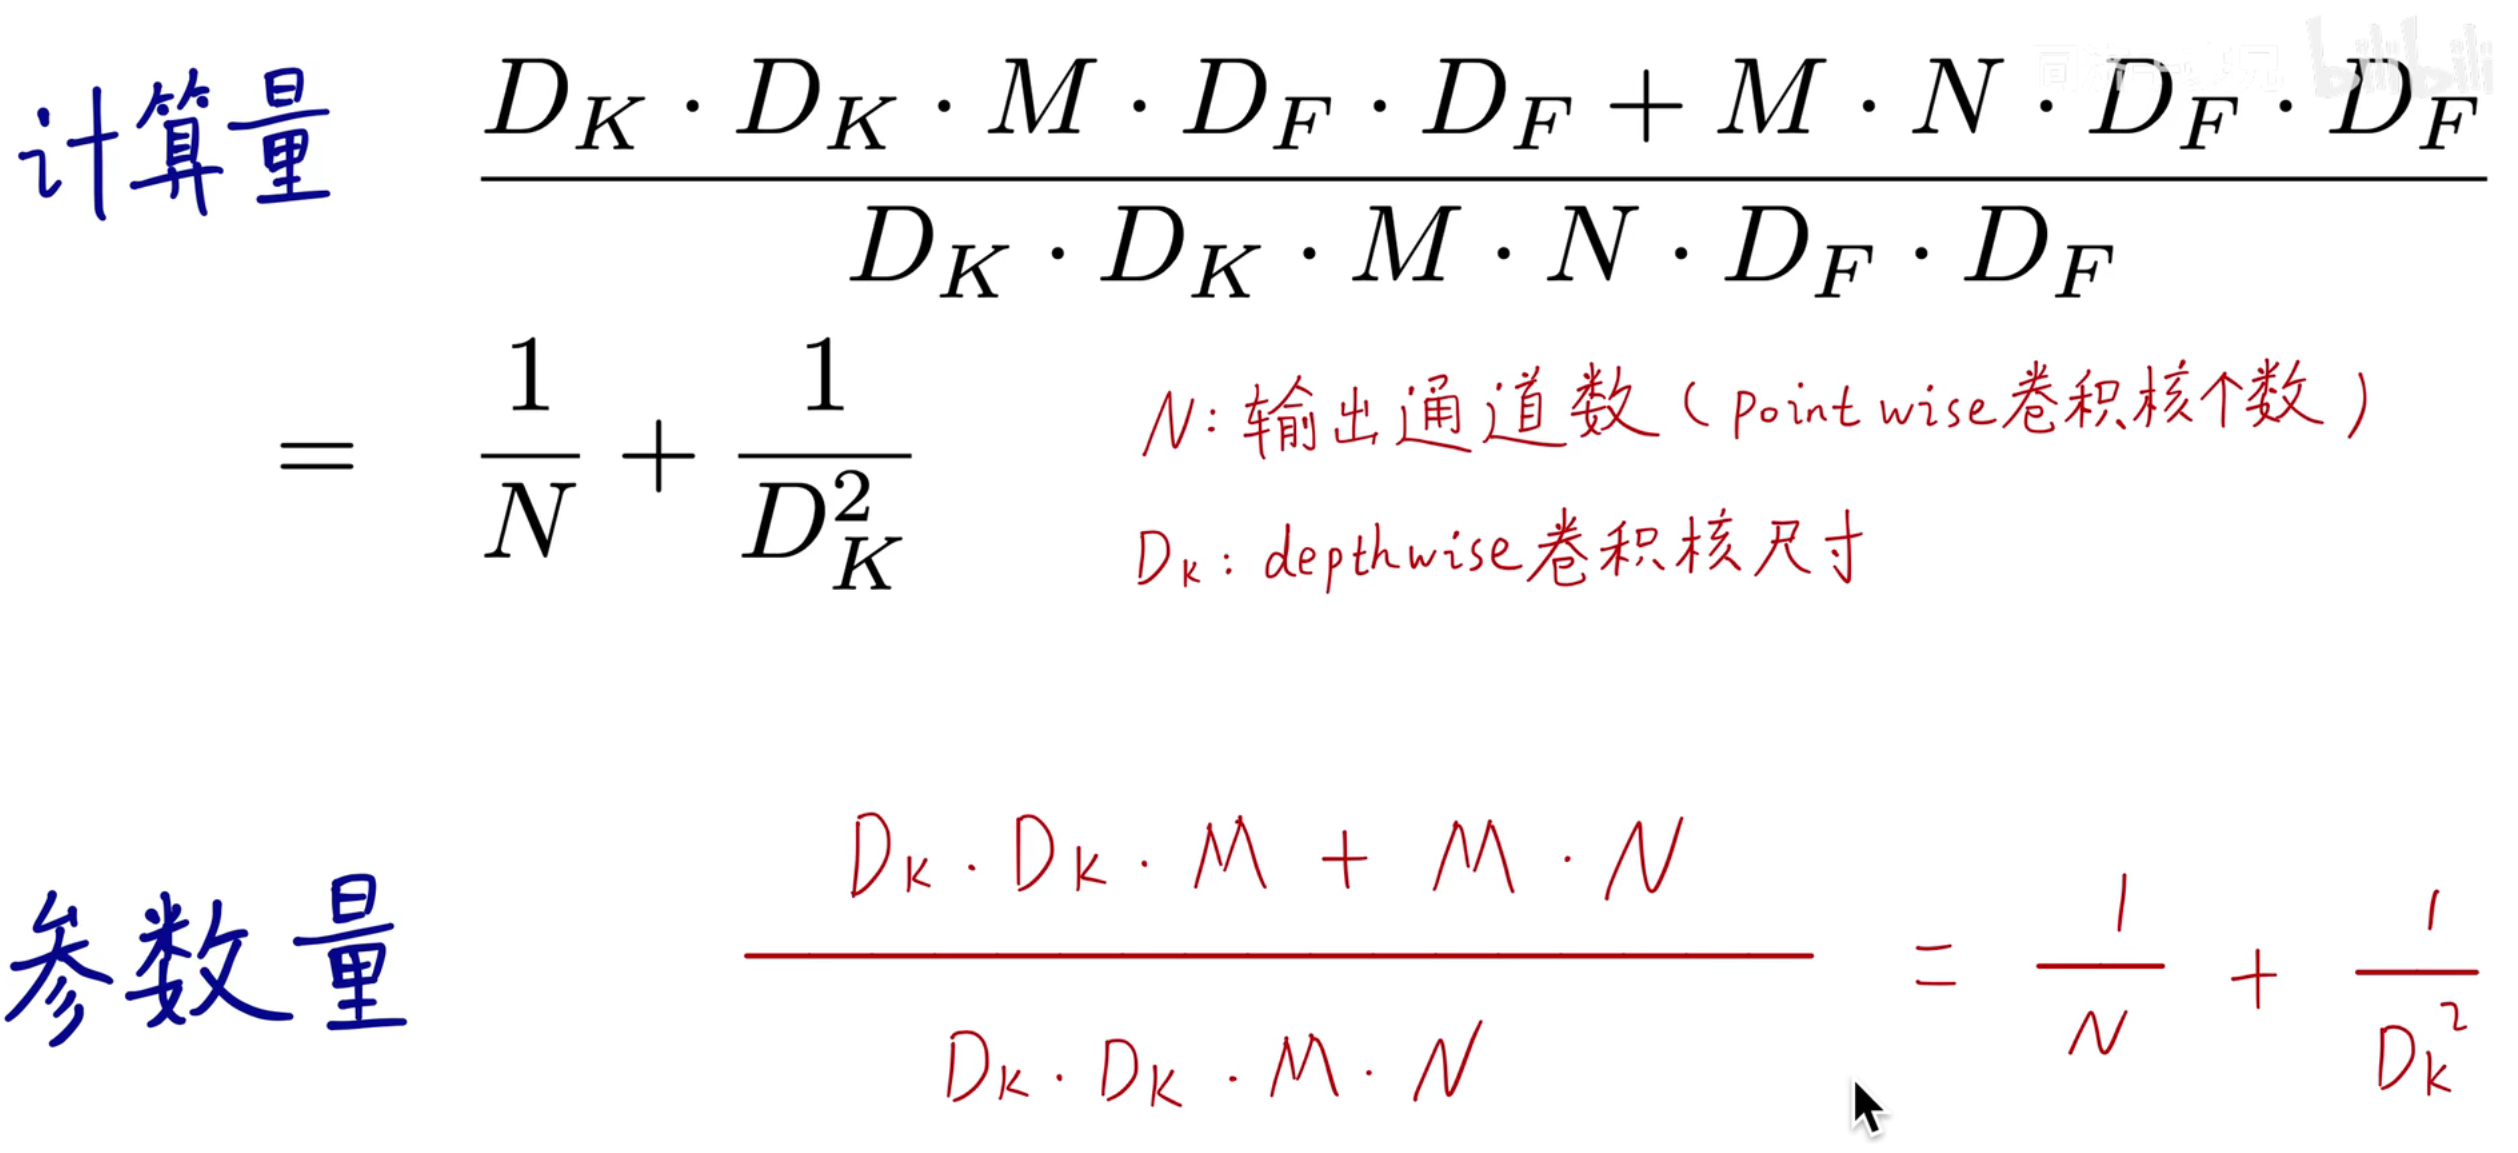 计算量 \frac{D_K \cdot D_K \cdot M \cdot D_F \cdot D_F + M \cdot N \cdot D_F \cdot D_F}{D_K \cdot D_K \cdot M \cdot N \cdot D_F \cdot D_F}
= \frac{1}{N} + \frac{1}{D_K^2}
N: 输出通道数 (pointwise卷积核个数)
D_K: depthwise卷积核尺寸
参数量 \frac{D_K \cdot D_K \cdot M + M \cdot N}{D_K \cdot D_K \cdot M \cdot N} = \frac{1}{N} + \frac{1}{D_K^2}
bilibili